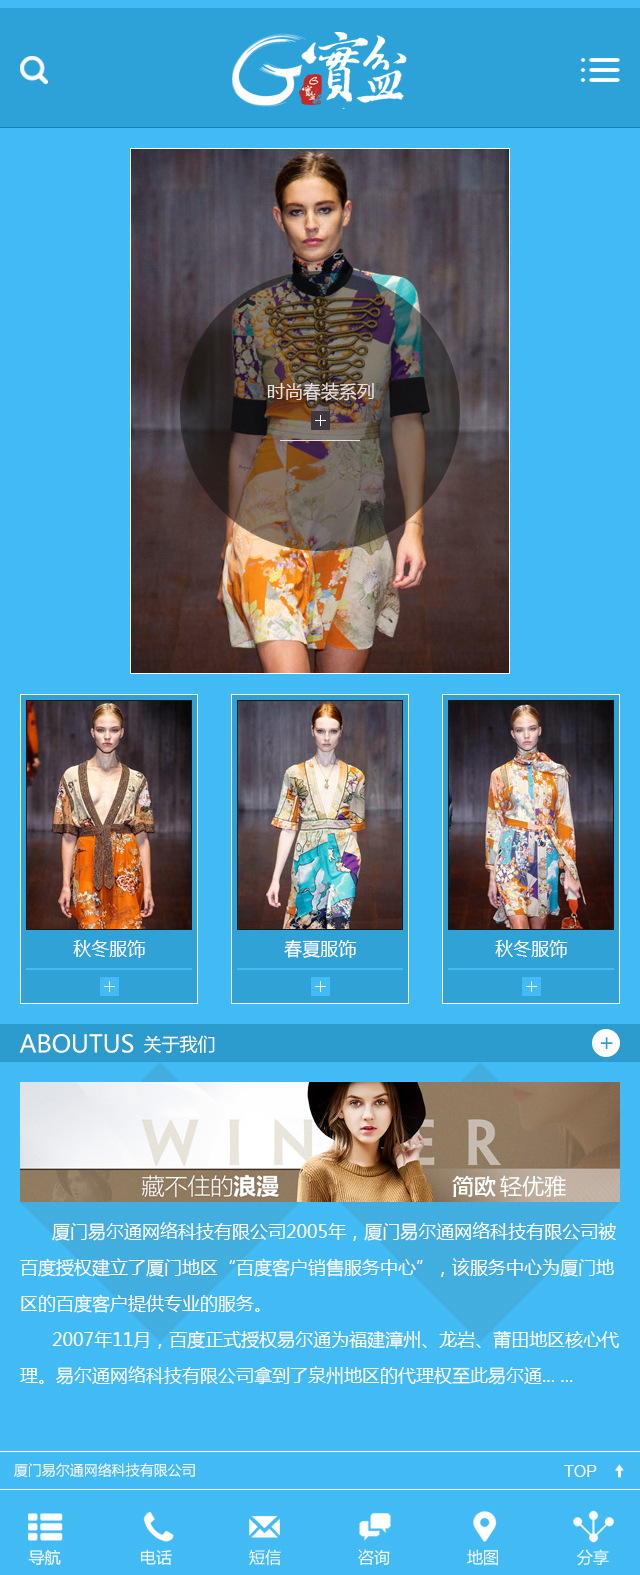 G寶盆
时尚春装系列
秋冬服饰
春夏服饰
秋冬服饰
ABOUTUS 关于我们
WINTER
藏不住的浪漫
简欧 轻优雅
厦门易尔通网络科技有限公司2005年，厦门易尔通网络科技有限公司被
百度授权建立了厦门地区“百度客户销售服务中心”，该服务中心为厦门地
区的百度客户提供专业的服务。
2007年11月，百度正式授权易尔通为福建漳州、龙岩、莆田地区核心代
理。易尔通网络科技有限公司拿到了泉州地区的代理权至此易尔通... ...
厦门易尔通网络科技有限公司
TOP
导航
电话
短信
咨询
地图
分享